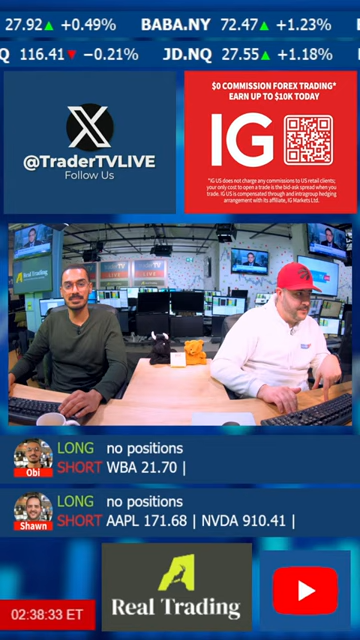 27.92▲ +0.49% BABA.NY 72.47▲ +1.23%
Q 116.41▼ −0.21% JD.NQ 27.55▲ +1.18%
X
@TraderTVLIVE
Follow Us
$0 COMMISSION FOREX TRADING*
EARN UP TO $10K TODAY
IG
*IG US does not charge any commissions to US retail clients;
your only cost to open a trade is the bid-ask spread when you
trade. IG US is compensated through and intragroup hedging
arrangement with its affiliate, IG Markets Ltd.
Real Trading
LONG no positions
SHORT WBA 21.70 |
Obi
LONG no positions
SHORT AAPL 171.68 | NVDA 910.41 |
Shawn
02:38:33 ET
Real Trading